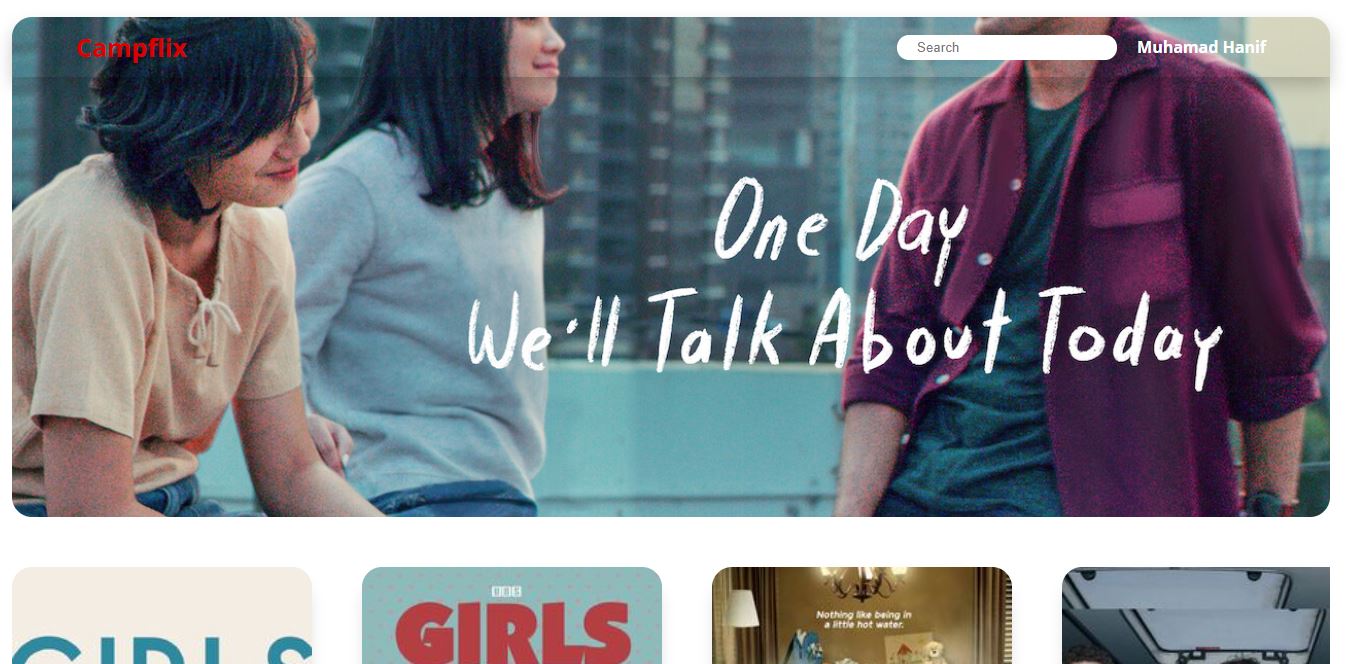 Campflix
Search
Muhamad Hanif
One Day
We'll Talk About Today
GIRLS
BBC
GIRLS
Nothing like being in
a little hot water.